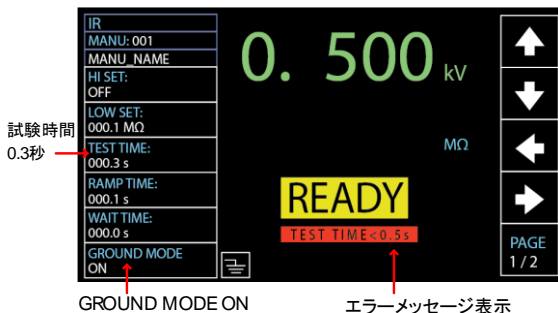 IR
MANU: 001
MANU_NAME
HI SET:
OFF
LOW SET:
000.1 MΩ
TEST TIME:
000.3 s
RAMP TIME:
000.1 s
WAIT TIME:
000.0 s
GROUND MODE
ON
0. 500 kV
MΩ
READY
TEST TIME<0.5s
PAGE
1 / 2
試験時間
0.3秒
GROUND MODE ON
エラーメッセージ表示